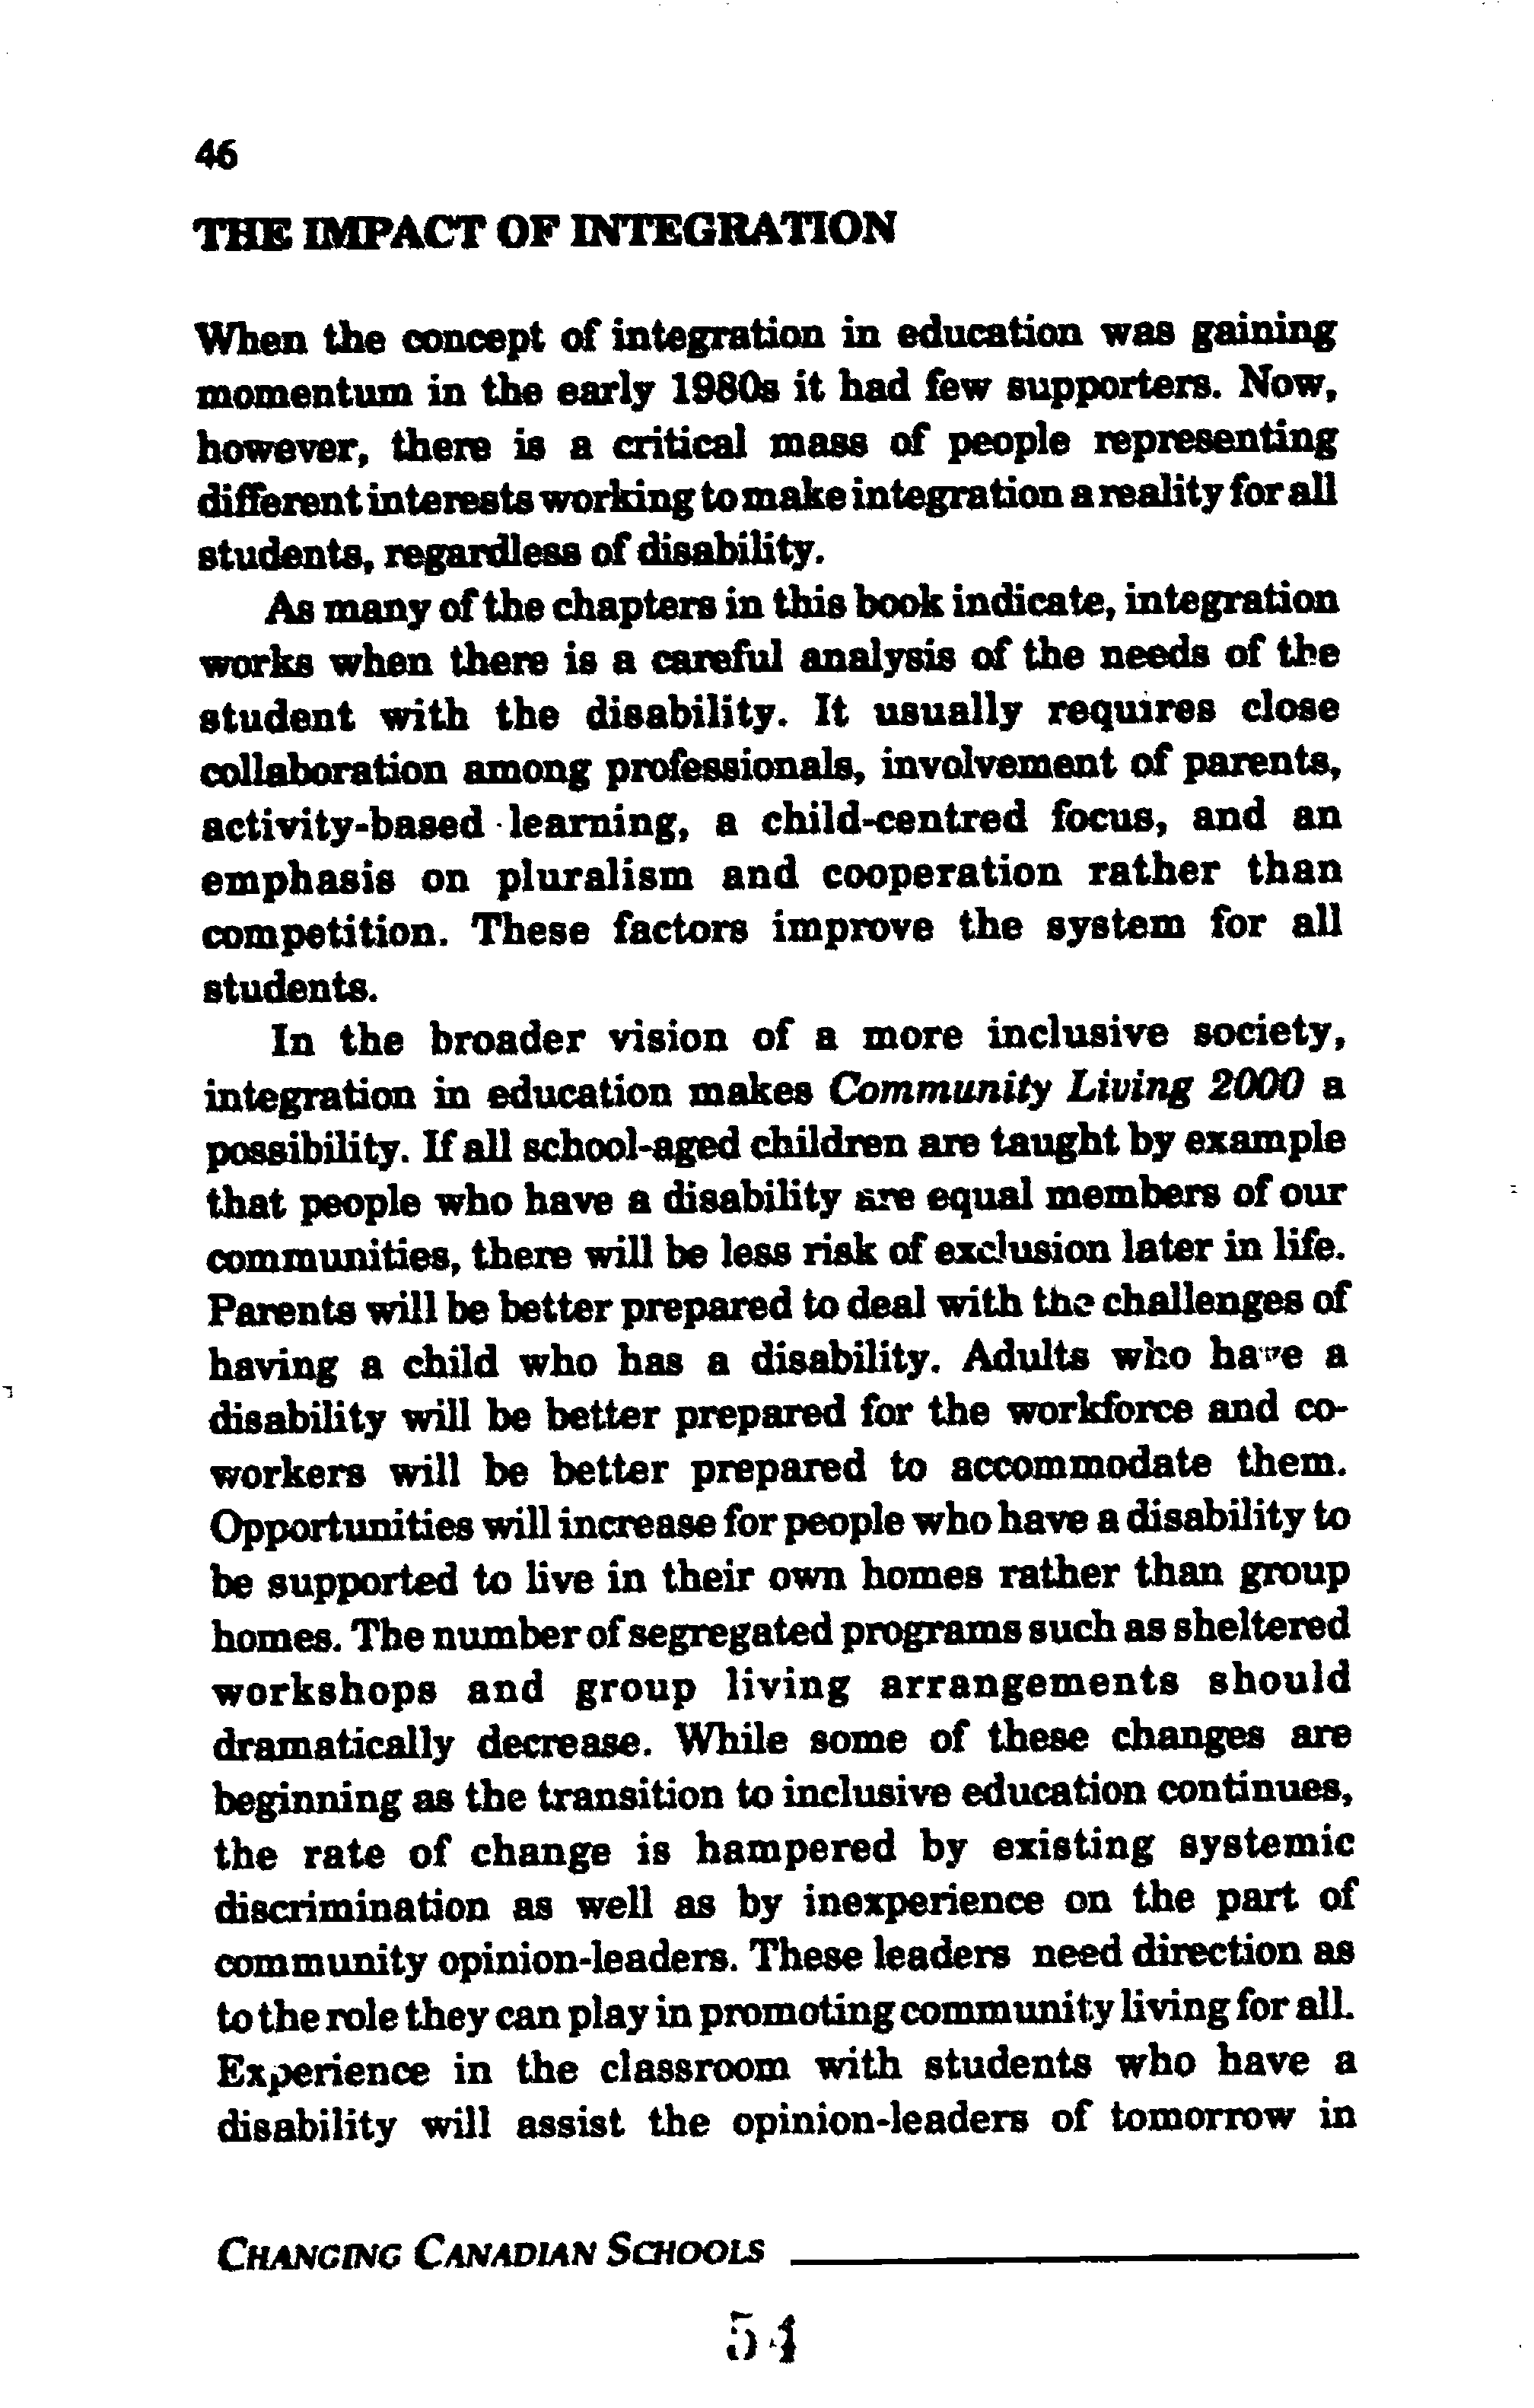 46
THE IMPACT OF INTEGRATION
When the concept of integration in education was gaining
momentum in the early 1980s it had few supporters. Now,
however, there is a critical mass of people representing
different interests working to make integration a reality for all
students, regardless of disability.
As many of the chapters in this book indicate, integration
works when there is a careful analysis of the needs of the
student with the disability. It usually requires close
collaboration among professionals, involvement of parents,
activity-based learning, a child-centred focus, and an
emphasis on pluralism and cooperation rather than
competition. These factors improve the system for all
students.
In the broader vision of a more inclusive society,
integration in education makes Community Living 2000 a
possibility. If all school-aged children are taught by example
that people who have a disability are equal members of our
communities, there will be less risk of exclusion later in life.
Parents will be better prepared to deal with the challenges of
having a child who has a disability. Adults who have a
disability will be better prepared for the workforce and co-
workers will be better prepared to accommodate them.
Opportunities will increase for people who have a disability to
be supported to live in their own homes rather than group
homes. The number of segregated programs such as sheltered
workshops and group living arrangements should
dramatically decrease. While some of these changes are
beginning as the transition to inclusive education continues,
the rate of change is hampered by existing systemic
discrimination as well as by inexperience on the part of
community opinion-leaders. These leaders need direction as
to the role they can play in promoting community living for all.
Experience in the classroom with students who have a
disability will assist the opinion-leaders of tomorrow in
CHANGING CANADIAN SCHOOLS
54